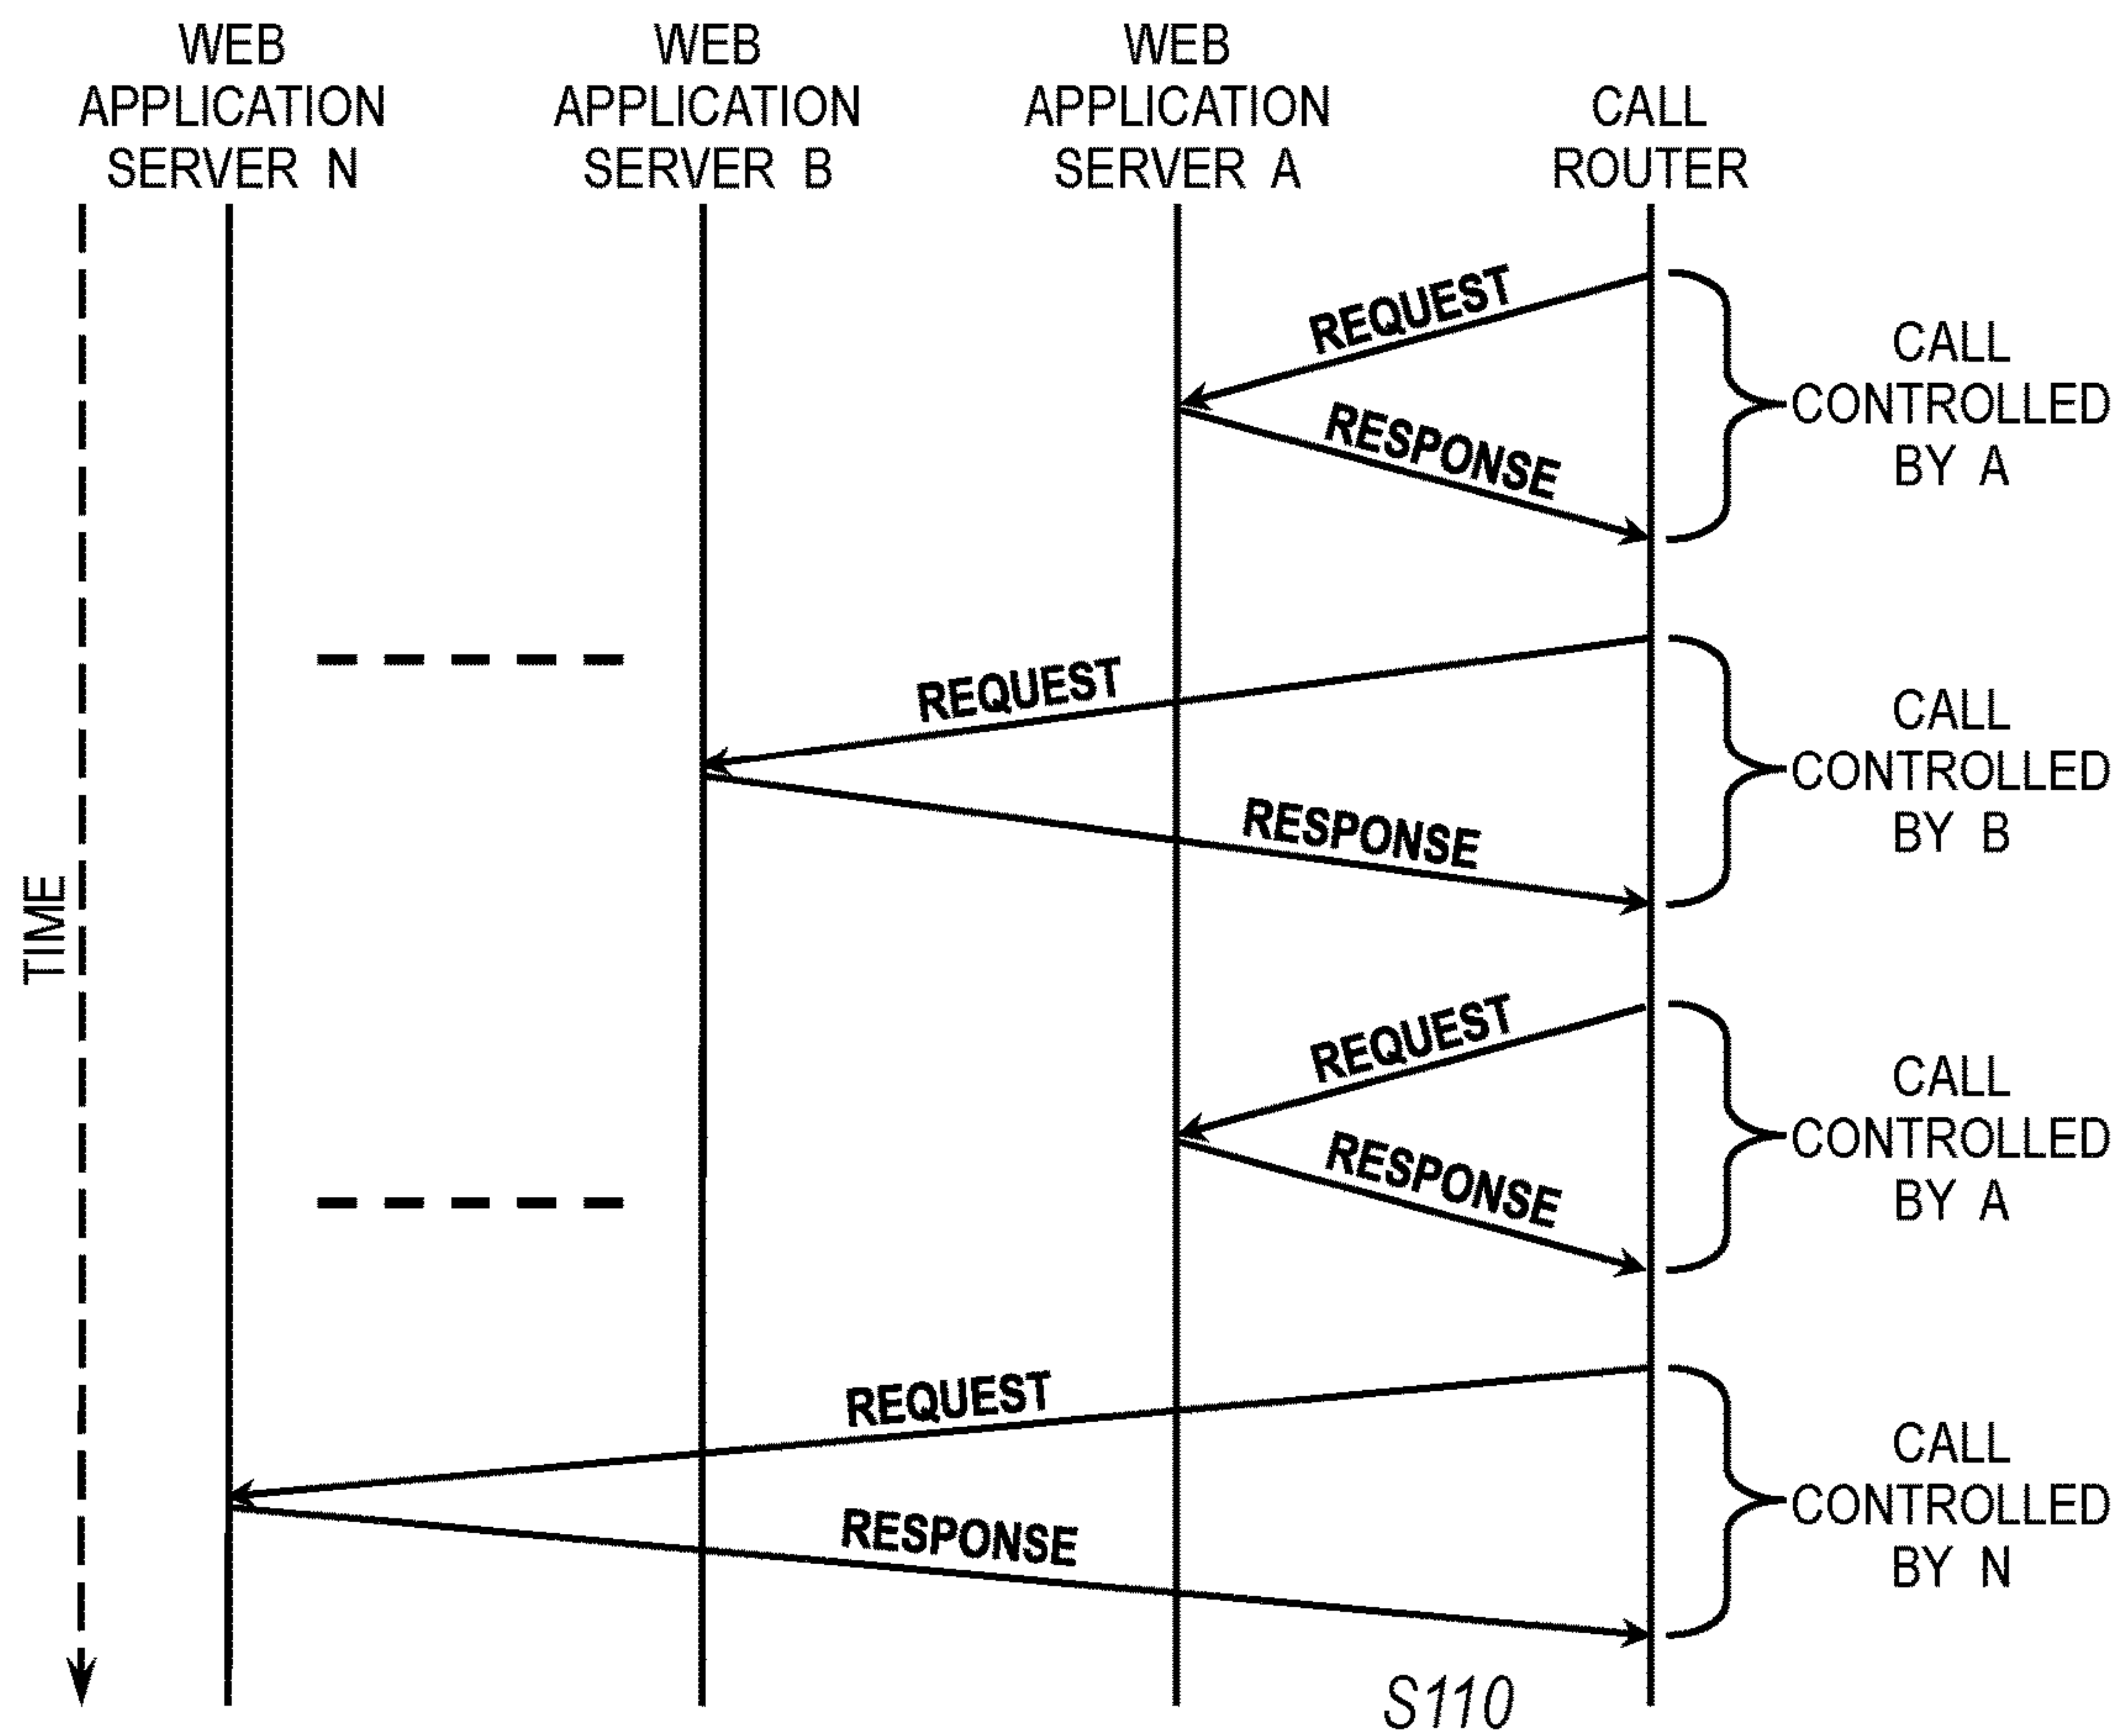 WEB
APPLICATION
SERVER N
WEB
APPLICATION
SERVER B
WEB
APPLICATION
SERVER A
CALL
ROUTER
REQUEST
RESPONSE
CALL
CONTROLLED
BY A
REQUEST
RESPONSE
CALL
CONTROLLED
BY B
TIME
REQUEST
RESPONSE
CALL
CONTROLLED
BY A
REQUEST
RESPONSE
CALL
CONTROLLED
BY N
S110